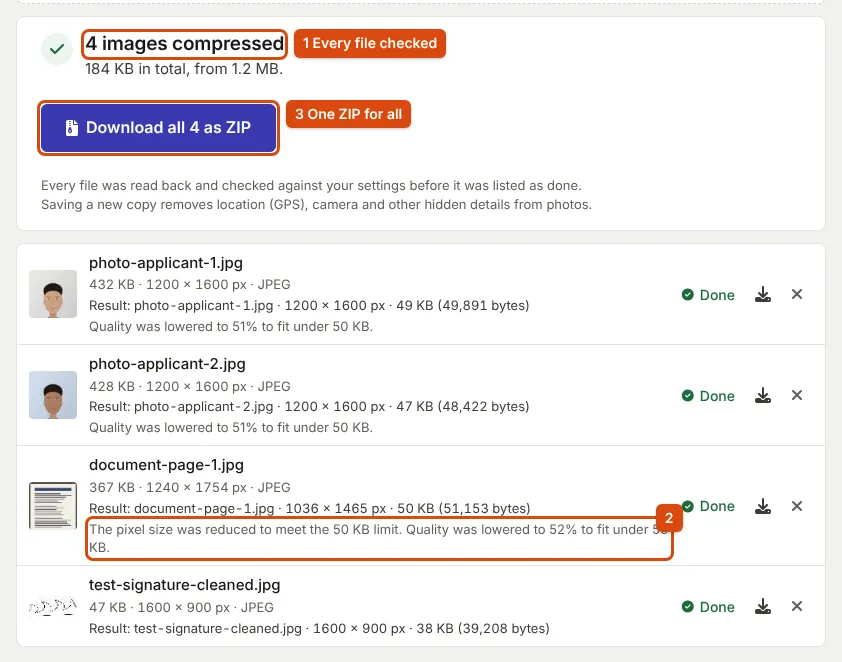 4 images compressed
1 Every file checked
184 KB in total, from 1.2 MB.
Download all 4 as ZIP
3 One ZIP for all
Every file was read back and checked against your settings before it was listed as done.
Saving a new copy removes location (GPS), camera and other hidden details from photos.
photo-applicant-1.jpg
432 KB · 1200 × 1600 px · JPEG
Result: photo-applicant-1.jpg · 1200 × 1600 px · 49 KB (49,891 bytes)
Quality was lowered to 51% to fit under 50 KB.
Done
photo-applicant-2.jpg
428 KB · 1200 × 1600 px · JPEG
Result: photo-applicant-2.jpg · 1200 × 1600 px · 47 KB (48,422 bytes)
Quality was lowered to 51% to fit under 50 KB.
Done
document-page-1.jpg
367 KB · 1240 × 1754 px · JPEG
Result: document-page-1.jpg · 1036 × 1465 px · 50 KB (51,153 bytes)
The pixel size was reduced to meet the 50 KB limit. Quality was lowered to 52% to fit under 50
KB.
2
Done
test-signature-cleaned.jpg
47 KB · 1600 × 900 px · JPEG
Result: test-signature-cleaned.jpg · 1600 × 900 px · 38 KB (39,208 bytes)
Done